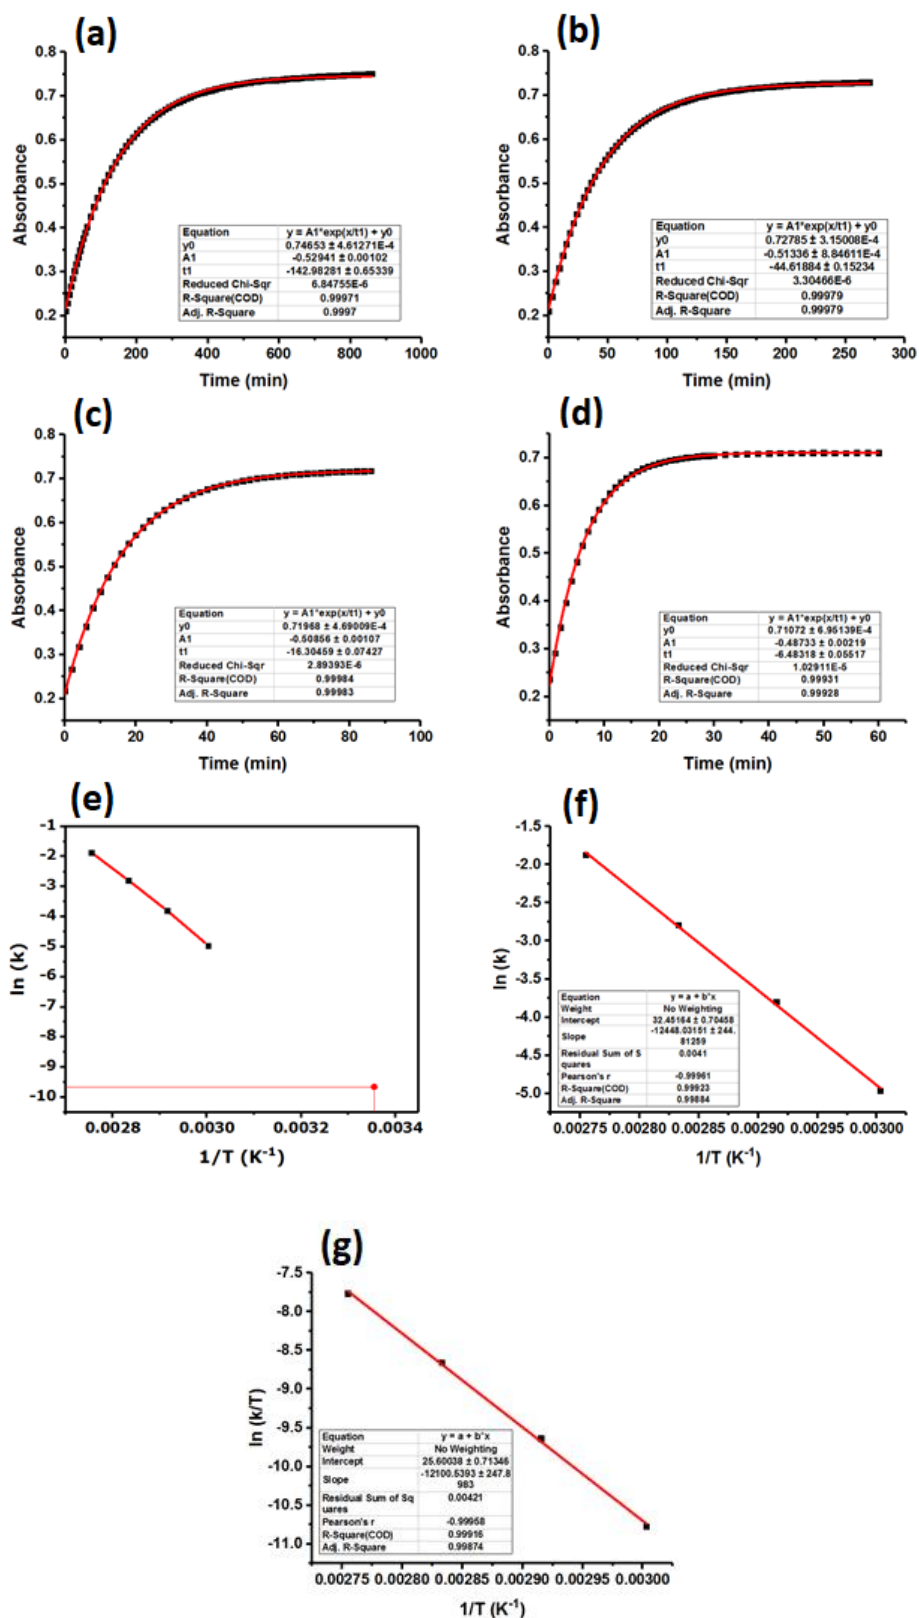 (a)
Absorbance
0.8
0.7
0.6
0.5
0.4
0.3
0.2
0 200 400 600 800 1000
Time (min)
Equation y = A1*exp(x/t1) + y0
y0 0.74653 ± 4.61271E-4
A1 -0.52941 ± 0.00102
t1 -142.98281 ± 0.65339
Reduced Chi-Sqr 6.84755E-6
R-Square(COD) 0.99971
Adj. R-Square 0.9997
(b)
Absorbance
0.8
0.7
0.6
0.5
0.4
0.3
0.2
0 50 100 150 200 250 300
Time (min)
Equation y = A1*exp(x/t1) + y0
y0 0.72785 ± 3.15008E-4
A1 -0.51336 ± 8.84611E-4
t1 -44.61884 ± 0.15234
Reduced Chi-Sqr 3.30466E-6
R-Square(COD) 0.99979
Adj. R-Square 0.99979
(c)
Absorbance
0.8
0.7
0.6
0.5
0.4
0.3
0.2
0 20 40 60 80 100
Time (min)
Equation y = A1*exp(x/t1) + y0
y0 0.71968 ± 4.69009E-4
A1 -0.50856 ± 0.00107
t1 -16.30459 ± 0.07427
Reduced Chi-Sqr 2.89393E-6
R-Square(COD) 0.99984
Adj. R-Square 0.99983
(d)
Absorbance
0.7
0.6
0.5
0.4
0.3
0.2
0 10 20 30 40 50 60
Time (min)
Equation y = A1*exp(x/t1) + y0
y0 0.71072 ± 6.95139E-4
A1 -0.48733 ± 0.00219
t1 -6.48318 ± 0.05517
Reduced Chi-Sqr 1.02911E-5
R-Square(COD) 0.99931
Adj. R-Square 0.99928
(e)
ln (k)
-1
-2
-3
-4
-5
-6
-7
-8
-9
-10
0.0028 0.0030 0.0032 0.0034
1/T (K⁻¹)
(f)
ln (k)
-1.5
-2.0
-2.5
-3.0
-3.5
-4.0
-4.5
-5.0
0.00275 0.00280 0.00285 0.00290 0.00295 0.00300
1/T (K⁻¹)
Equation y = a + b*x
Weight No Weighting
Intercept 32.45164 ± 0.70458
Slope -12448.03151 ± 244.
81259
Residual Sum of S
quares 0.0041
Pearson's r -0.99961
R-Square(COD) 0.99923
Adj. R-Square 0.99884
(g)
ln (k/T)
-7.5
-8.0
-8.5
-9.0
-9.5
-10.0
-10.5
-11.0
0.00275 0.00280 0.00285 0.00290 0.00295 0.00300
1/T (K⁻¹)
Equation y = a + b*x
Weight No Weighting
Intercept 25.60038 ± 0.71346
Slope -12100.5393 ± 247.8
983
Residual Sum of Sq
uares 0.00421
Pearson's r -0.99958
R-Square(COD) 0.99916
Adj. R-Square 0.99874